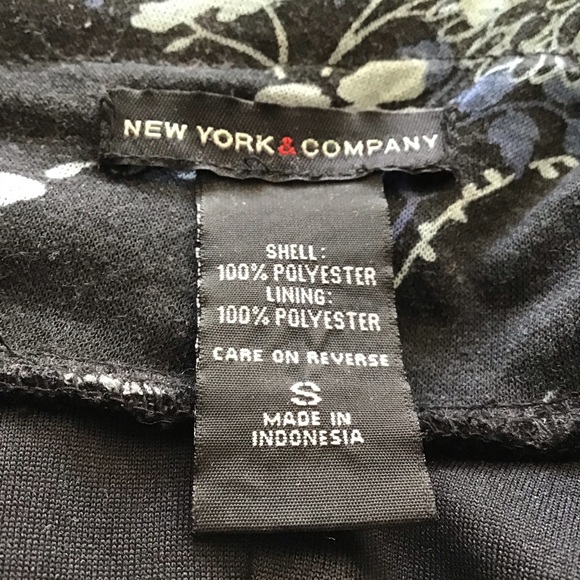 NEW YORK & COMPANY
SHELL:
100% POLYESTER
LINING:
100% POLYESTER
CARE ON REVERSE
S
MADE IN
INDONESIA